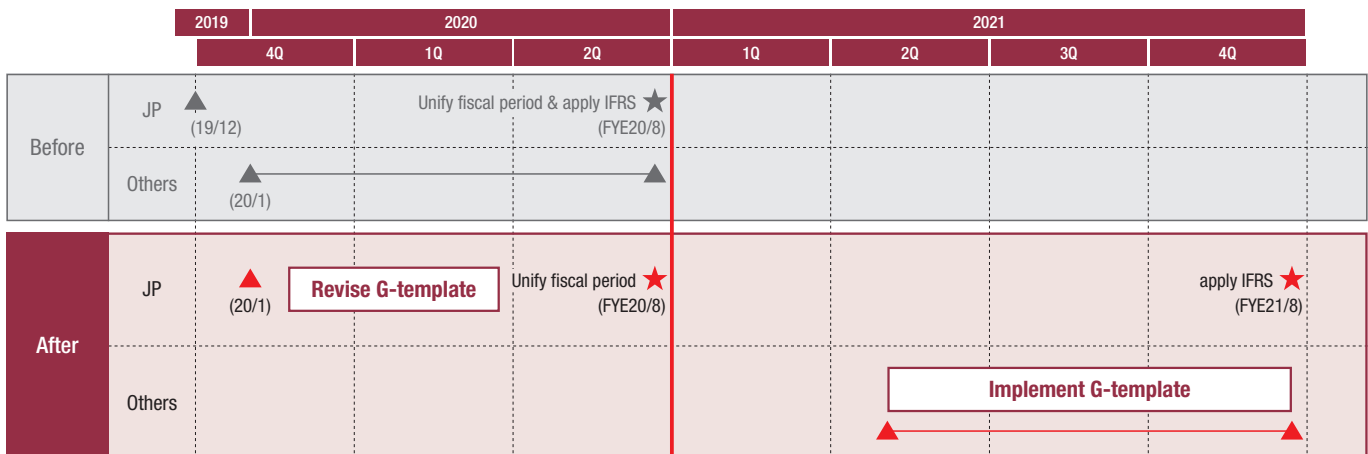 2019 2020 2021
4Q 1Q 2Q 1Q 2Q 3Q 4Q
Before
JP
(19/12)
Unify fiscal period & apply IFRS ★
(FYE20/8)
Others
(20/1)
After
JP
(20/1)
Revise G-template
Unify fiscal period ★
(FYE20/8)
apply IFRS ★
(FYE21/8)
Others
Implement G-template